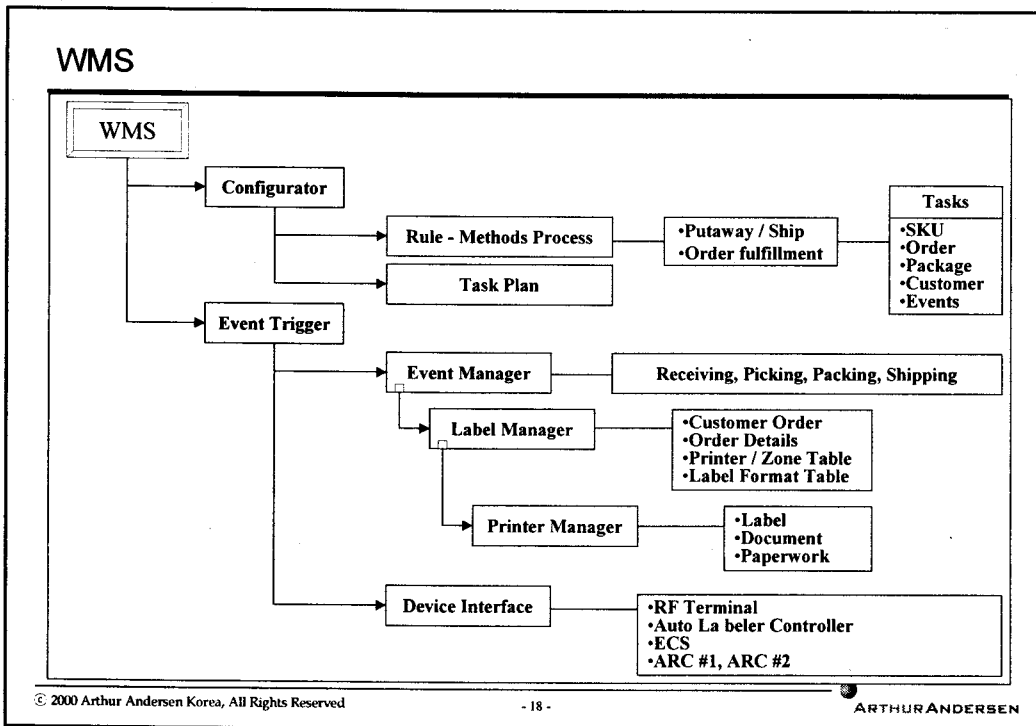 WMS
WMS
Configurator
Rule - Methods Process
•Putaway / Ship
•Order fulfillment
Tasks
•SKU
•Order
•Package
•Customer
•Events
Task Plan
Event Trigger
Event Manager
Receiving, Picking, Packing, Shipping
Label Manager
•Customer Order
•Order Details
•Printer / Zone Table
•Label Format Table
Printer Manager
•Label
•Document
•Paperwork
Device Interface
•RF Terminal
•Auto La beler Controller
•ECS
•ARC #1, ARC #2
© 2000 Arthur Andersen Korea, All Rights Reserved
- 18 -
ARTHURANDERSEN